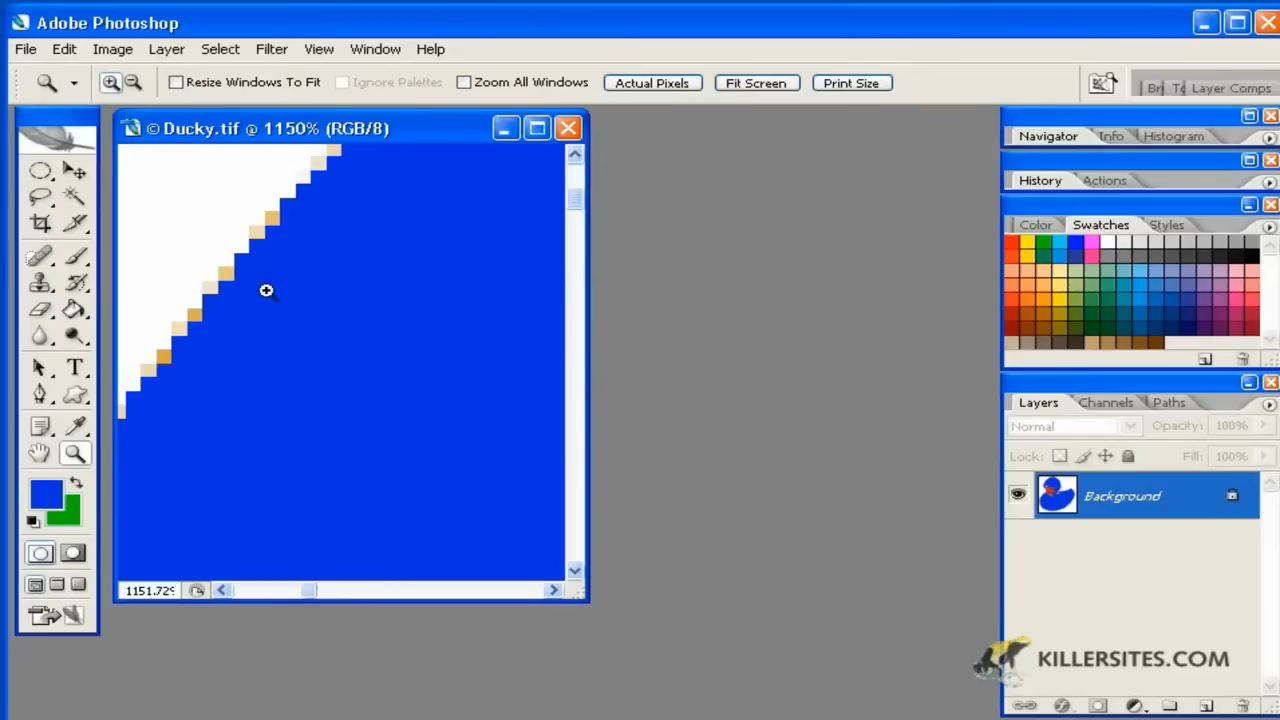 Adobe Photoshop
File Edit Image Layer Select Filter View Window Help
Resize Windows To Fit Ignore Palettes Zoom All Windows Actual Pixels Fit Screen Print Size
Layer Comps
© Ducky.tif @ 1150% (RGB/8)
Navigator Info Histogram
History Actions
Color Swatches Styles
T
Layers Channels Paths
Normal Opacity: 100%
Lock: Fill: 100%
Background
1151.72%
KILLERSITES.COM